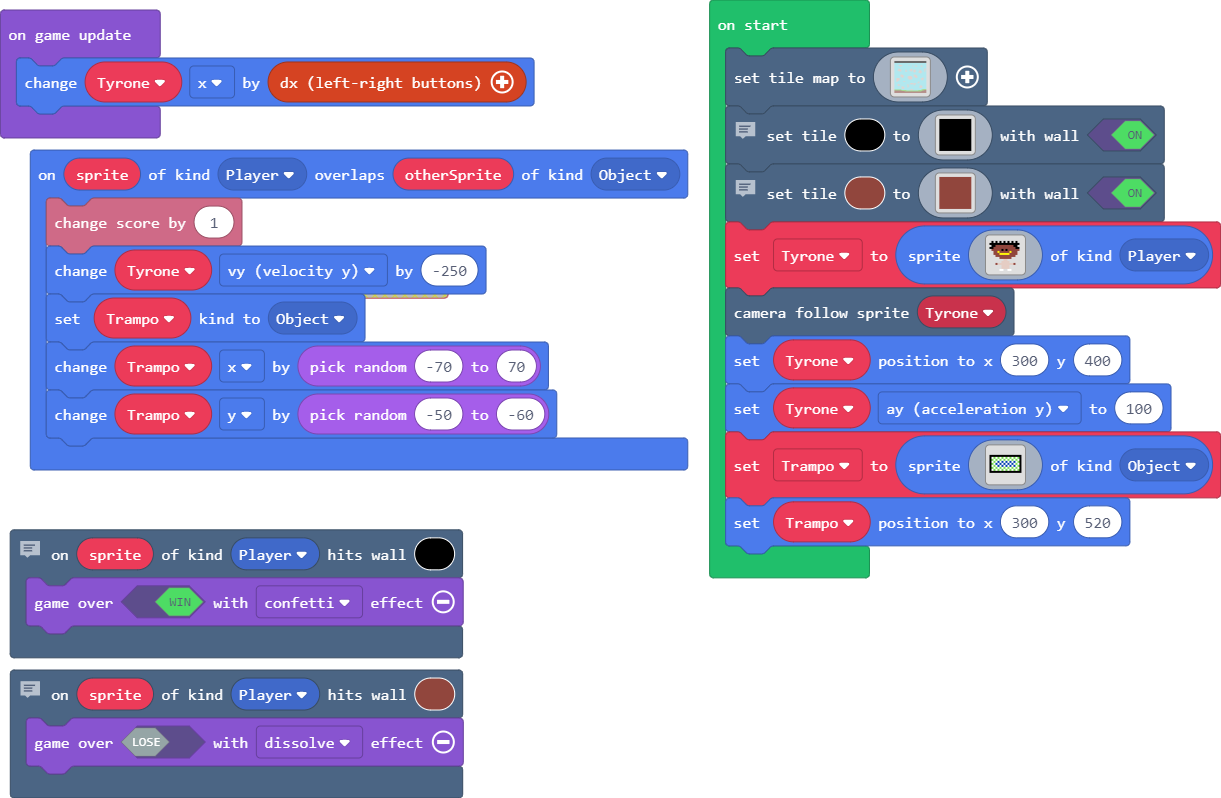 on game update
change Tyrone x by dx (left-right buttons)
on sprite of kind Player overlaps otherSprite of kind Object
change score by 1
change Tyrone vy (velocity y) by -250
set Trampo kind to Object
change Trampo x by pick random -70 to 70
change Trampo y by pick random -50 to -60
on sprite of kind Player hits wall
game over WIN with confetti effect
on sprite of kind Player hits wall
game over LOSE with dissolve effect
on start
set tile map to
set tile to with wall ON
set tile to with wall ON
set Tyrone to sprite of kind Player
camera follow sprite Tyrone
set Tyrone position to x 300 y 400
set Tyrone ay (acceleration y) to 100
set Trampo to sprite of kind Object
set Trampo position to x 300 y 520